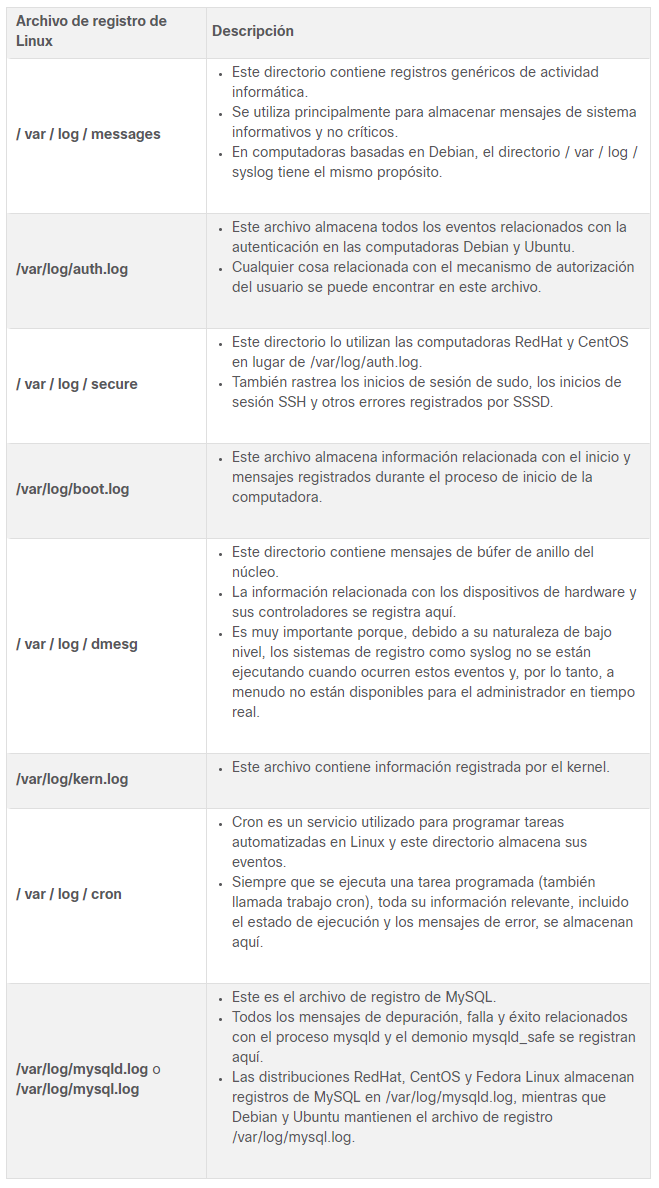 Archivo de registro de
Linux
Descripción
/ var / log / messages
• Este directorio contiene registros genéricos de actividad
informática.
• Se utiliza principalmente para almacenar mensajes de sistema
informativos y no críticos.
• En computadoras basadas en Debian, el directorio / var / log /
syslog tiene el mismo propósito.
/var/log/auth.log
• Este archivo almacena todos los eventos relacionados con la
autenticación en las computadoras Debian y Ubuntu.
• Cualquier cosa relacionada con el mecanismo de autorización
del usuario se puede encontrar en este archivo.
/ var / log / secure
• Este directorio lo utilizan las computadoras RedHat y CentOS
en lugar de /var/log/auth.log.
• También rastrea los inicios de sesión de sudo, los inicios de
sesión SSH y otros errores registrados por SSSD.
/var/log/boot.log
• Este archivo almacena información relacionada con el inicio y
mensajes registrados durante el proceso de inicio de la
computadora.
/ var / log / dmesg
• Este directorio contiene mensajes de búfer de anillo del
núcleo.
• La información relacionada con los dispositivos de hardware y
sus controladores se registra aquí.
• Es muy importante porque, debido a su naturaleza de bajo
nivel, los sistemas de registro como syslog no se están
ejecutando cuando ocurren estos eventos y, por lo tanto, a
menudo no están disponibles para el administrador en tiempo
real.
/var/log/kern.log
• Este archivo contiene información registrada por el kernel.
/ var / log / cron
• Cron es un servicio utilizado para programar tareas
automatizadas en Linux y este directorio almacena sus
eventos.
• Siempre que se ejecuta una tarea programada (también
llamada trabajo cron), toda su información relevante, incluido
el estado de ejecución y los mensajes de error, se almacenan
aquí.
/var/log/mysqld.log o
/var/log/mysql.log
• Este es el archivo de registro de MySQL.
• Todos los mensajes de depuración, falla y éxito relacionados
con el proceso mysqld y el demonio mysqld_safe se registran
aquí.
• Las distribuciones RedHat, CentOS y Fedora Linux almacenan
registros de MySQL en /var/log/mysqld.log, mientras que
Debian y Ubuntu mantienen el archivo de registro
/var/log/mysql.log.